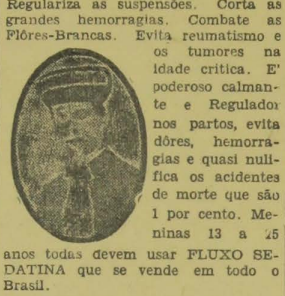 Regulariza as suspensões. Corta as
grandes hemorragias. Combate as
Flôres-Brancas. Evita reumatismo e
os tumores na
idade critica. E'
poderoso calman-
te e Regulador
nos partos, evita
dôres, hemorra-
gias e quasi nuli-
fica os acidentes
de morte que são
1 por cento. Me-
ninas 13 a 25
anos todas devem usar FLUXO SE-
DATINA que se vende em todo o
Brasil.